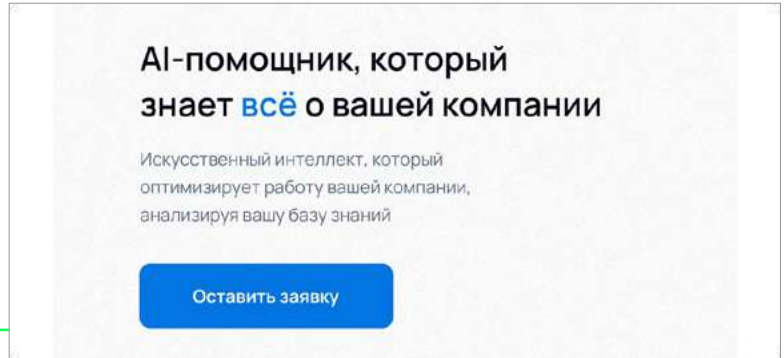 AI-помощник, который
знает всё о вашей компании
Искусственный интеллект, который
оптимизирует работу вашей компании,
анализируя вашу базу знаний
Оставить заявку